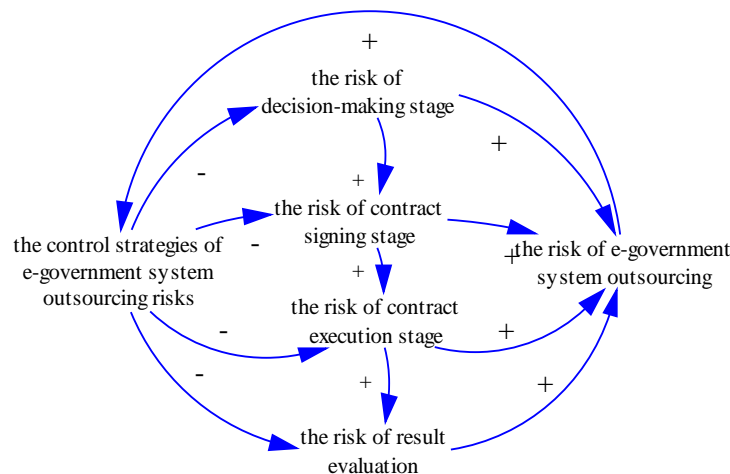 +
the risk of
decision-making stage
+
-
+
the risk of contract
signing stage
-
+
the control strategies of
e-government system
outsourcing risks
the risk of e-government
system outsourcing
+
the risk of contract
execution stage
-
+
-
+
+
the risk of result
evaluation